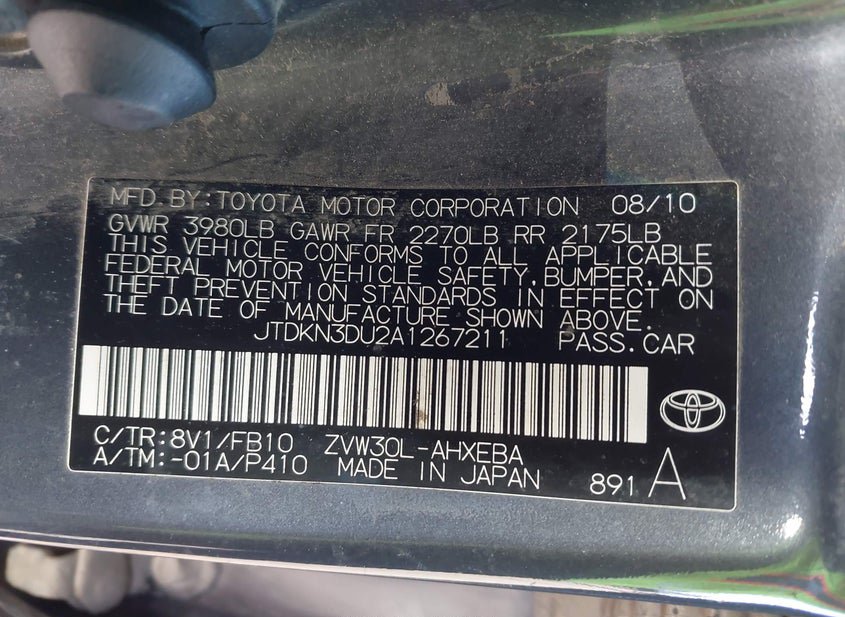 MFD BY:TOYOTA MOTOR CORPORATION 08/10
GVWR 3980LB GAWR FR 2270LB RR 2175LB
THIS VEHICLE CONFORMS TO ALL APPLICABLE
FEDERAL MOTOR VEHICLE SAFETY,BUMPER,AND
THEFT PREVENTION STANDARDS IN EFFECT ON
THE DATE OF MANUFACTURE SHOWN ABOVE.
JTDKN3DU2A1267211 PASS.CAR
C/TR:8V1/FB10 ZVW30L-AHXEBA
A/TM:-01A/P410 MADE IN JAPAN 891 A